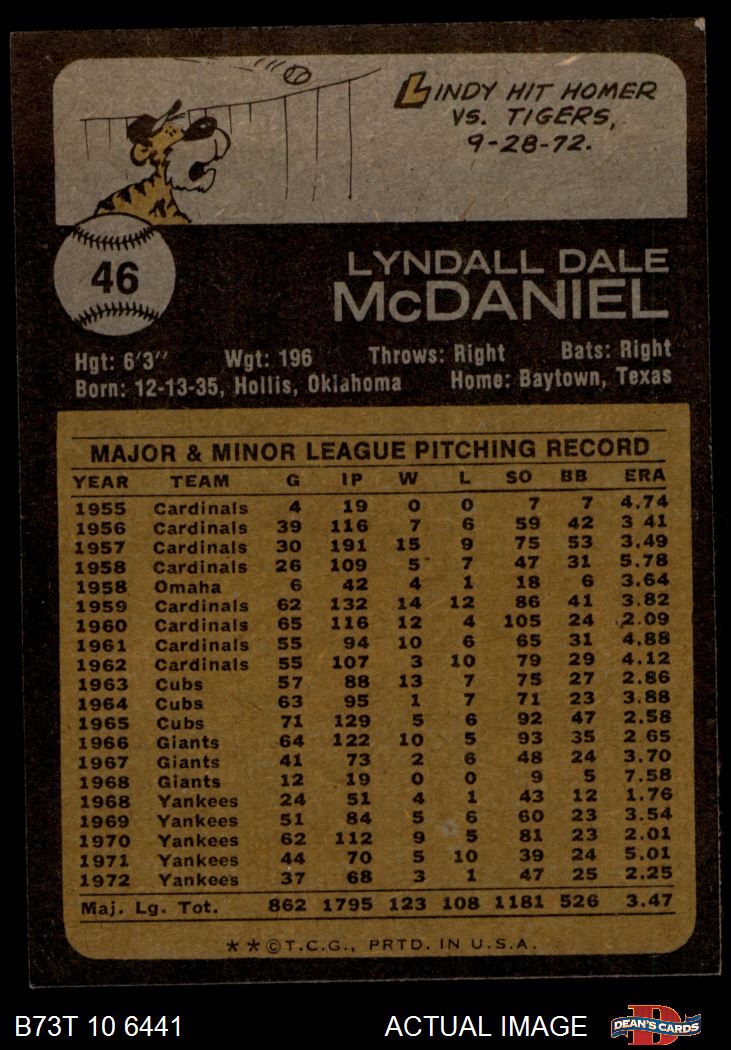 LINDY HIT HOMER
VS. TIGERS,
9-28-72.
46
LYNDALL DALE
McDANIEL
Hgt: 6'3" Wgt: 196 Throws: Right Bats: Right
Born: 12-13-35, Hollis, Oklahoma Home: Baytown, Texas
MAJOR & MINOR LEAGUE PITCHING RECORD
YEAR TEAM G IP W L SO BB ERA
1955 Cardinals 4 19 0 0 7 7 4.74
1956 Cardinals 39 116 7 6 59 42 3 41
1957 Cardinals 30 191 15 9 75 53 3.49
1958 Cardinals 26 109 5 7 47 31 5.78
1958 Omaha 6 42 4 1 18 6 3.64
1959 Cardinals 62 132 14 12 86 41 3.82
1960 Cardinals 65 116 12 4 105 24 2.09
1961 Cardinals 55 94 10 6 65 31 4.88
1962 Cardinals 55 107 3 10 79 29 4.12
1963 Cubs 57 88 13 7 75 27 2.86
1964 Cubs 63 95 1 7 71 23 3.88
1965 Cubs 71 129 5 6 92 47 2.58
1966 Giants 64 122 10 5 93 35 2.65
1967 Giants 41 73 2 6 48 24 3.70
1968 Giants 12 19 0 0 9 5 7.58
1968 Yankees 24 51 4 1 43 12 1.76
1969 Yankees 51 84 5 6 60 23 3.54
1970 Yankees 62 112 9 5 81 23 2.01
1971 Yankees 44 70 5 10 39 24 5.01
1972 Yankees 37 68 3 1 47 25 2.25
Maj. Lg. Tot. 862 1795 123 108 1181 526 3.47
**©T.C.G., PRTD. IN U.S.A.
B73T 10 6441 ACTUAL IMAGE D DEAN'S CARDS